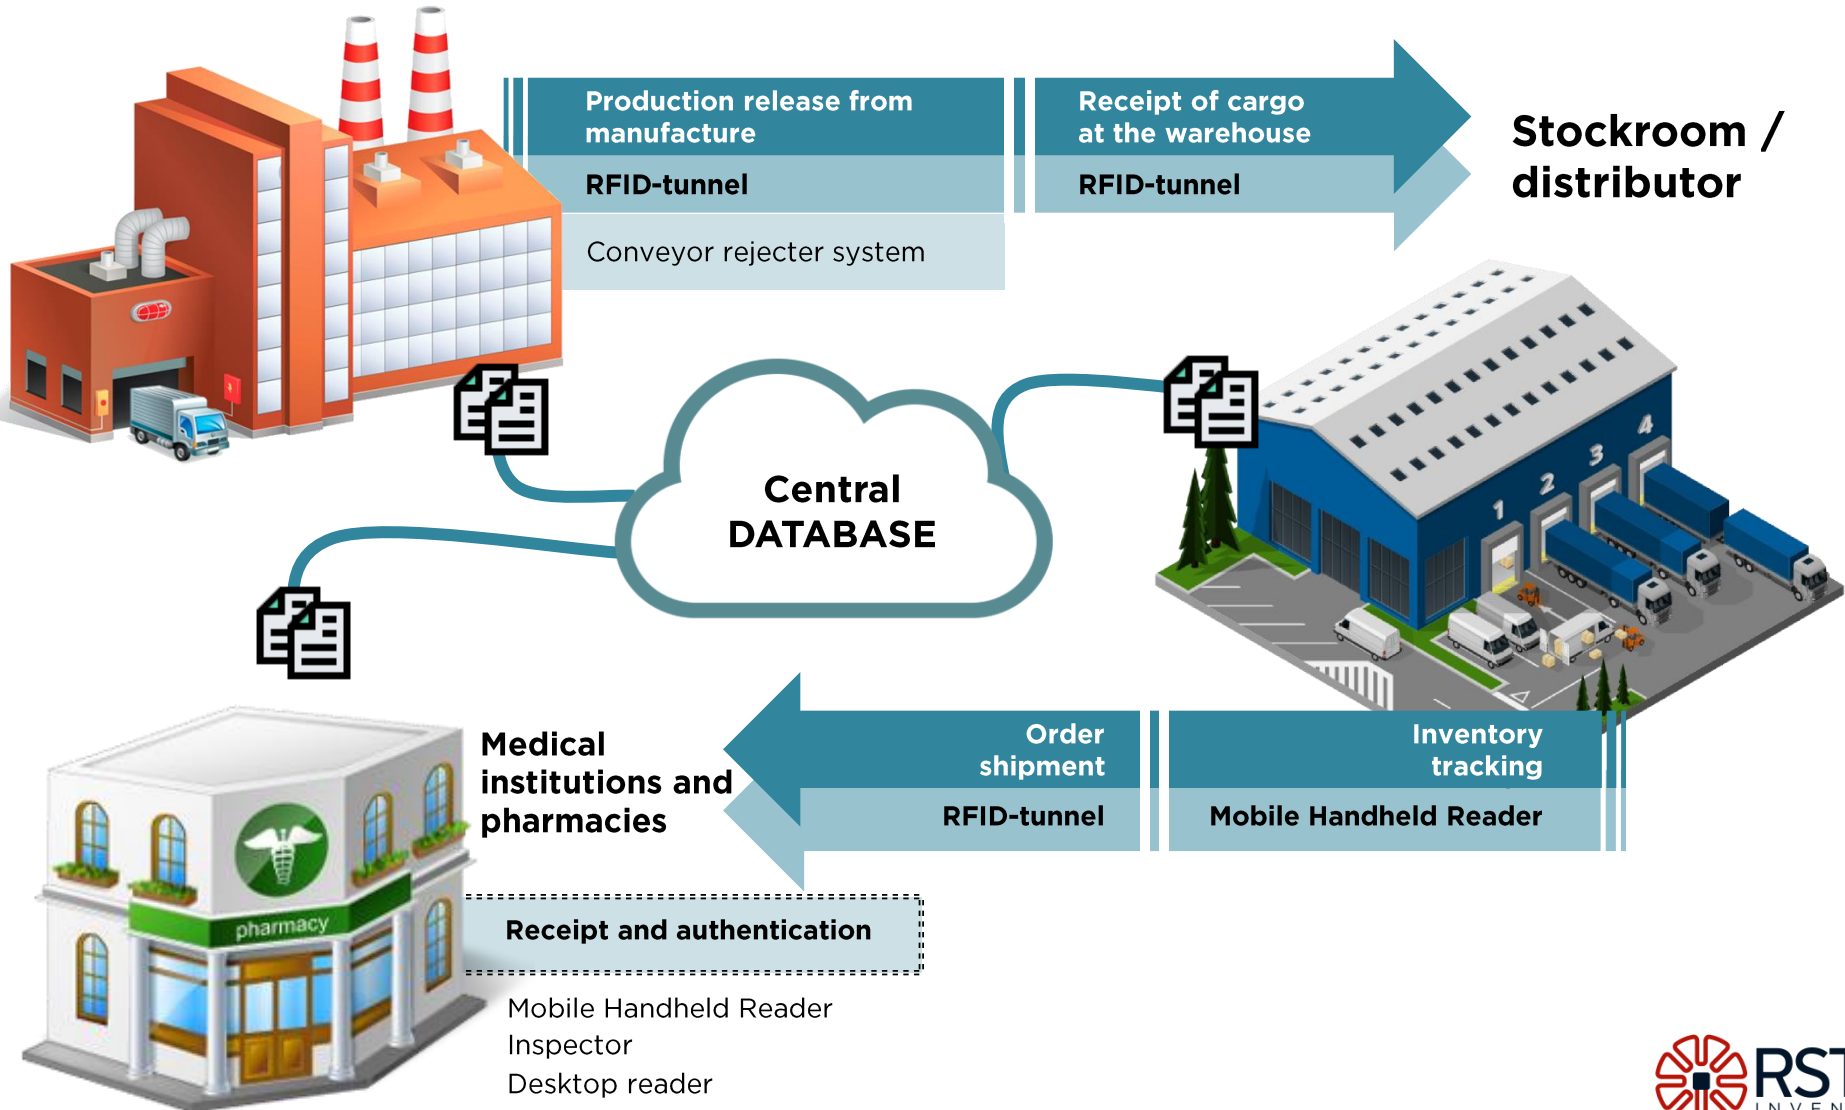 Production release from
manufacture
RFID-tunnel
Conveyor rejecter system
Receipt of cargo
at the warehouse
RFID-tunnel
Stockroom /
distributor
Central
DATABASE
1
2
3
4
Order
shipment
RFID-tunnel
Inventory
tracking
Mobile Handheld Reader
Medical
institutions and
pharmacies
pharmacy
Receipt and authentication
Mobile Handheld Reader
Inspector
Desktop reader